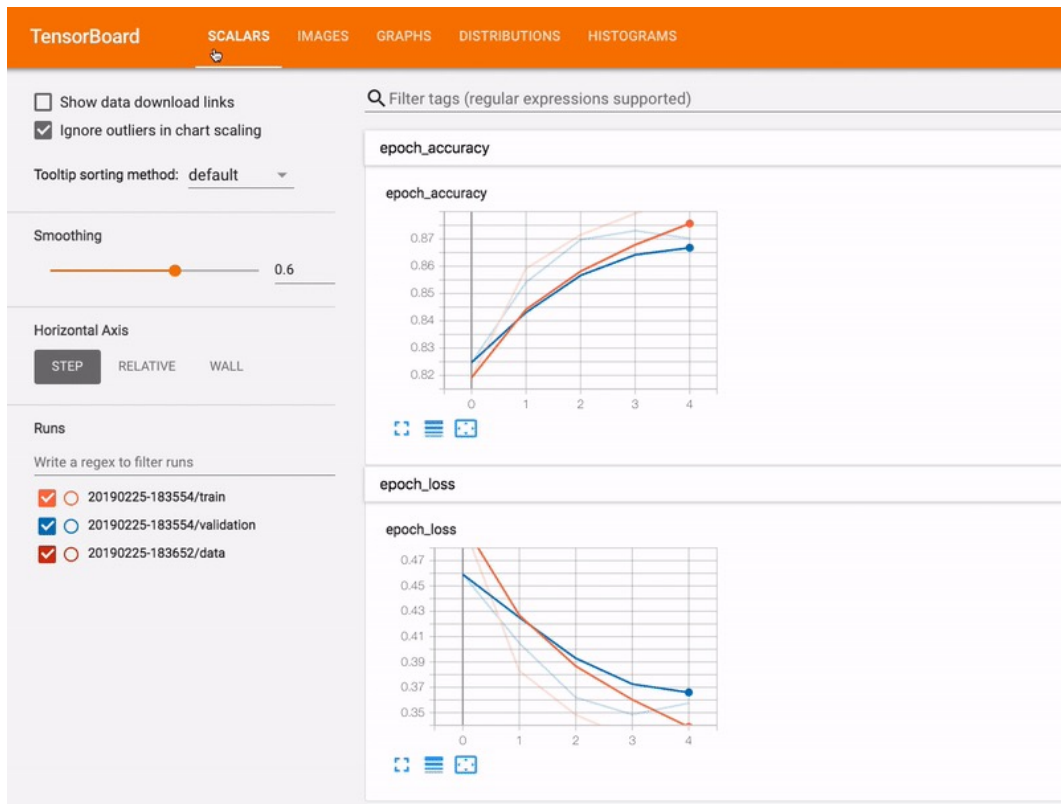 TensorBoard SCALARS IMAGES GRAPHS DISTRIBUTIONS HISTOGRAMS
Show data download links
Ignore outliers in chart scaling
Tooltip sorting method: default
Smoothing
0.6
Horizontal Axis
STEP RELATIVE WALL
Runs
Write a regex to filter runs
20190225-183554/train
20190225-183554/validation
20190225-183652/data
Filter tags (regular expressions supported)
epoch_accuracy
epoch_accuracy
0.87
0.86
0.85
0.84
0.83
0.82
0 1 2 3 4
epoch_loss
epoch_loss
0.47
0.45
0.43
0.41
0.39
0.37
0.35
0 1 2 3 4